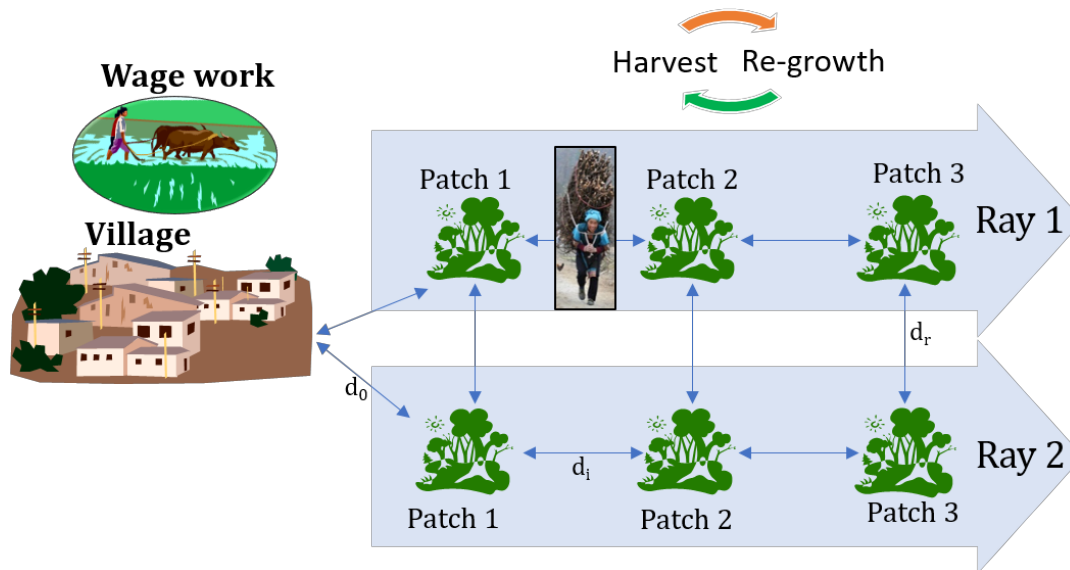 Harvest Re-growth
Wage work
Village
Patch 1
Patch 2
Patch 3
Ray 1
d₀
dᵣ
dᵢ
Ray 2
Patch 1
Patch 2
Patch 3